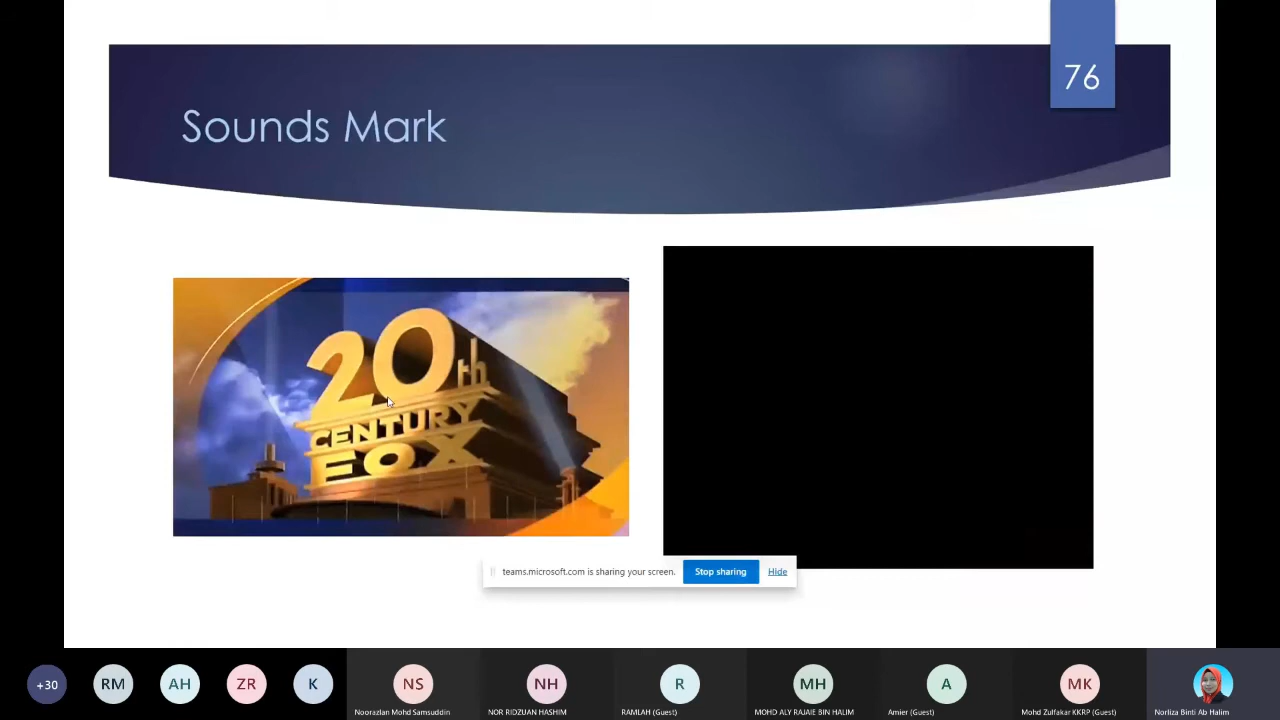 76
Sounds Mark
20th
CENTURY
FOX
teams.microsoft.com is sharing your screen.
Stop sharing
Hide
+30
RM
AH
ZR
K
NS
NH
R
MH
A
MK
Noorazlan Mohd Samsuddin
NOR RIDZUAN HASHIM
RAMLAH (Guest)
MOHD ALY RAJAIE BIN HALIM
Amier (Guest)
Mohd Zulfakar KKRP (Guest)
Norliza Binti Ab Halim